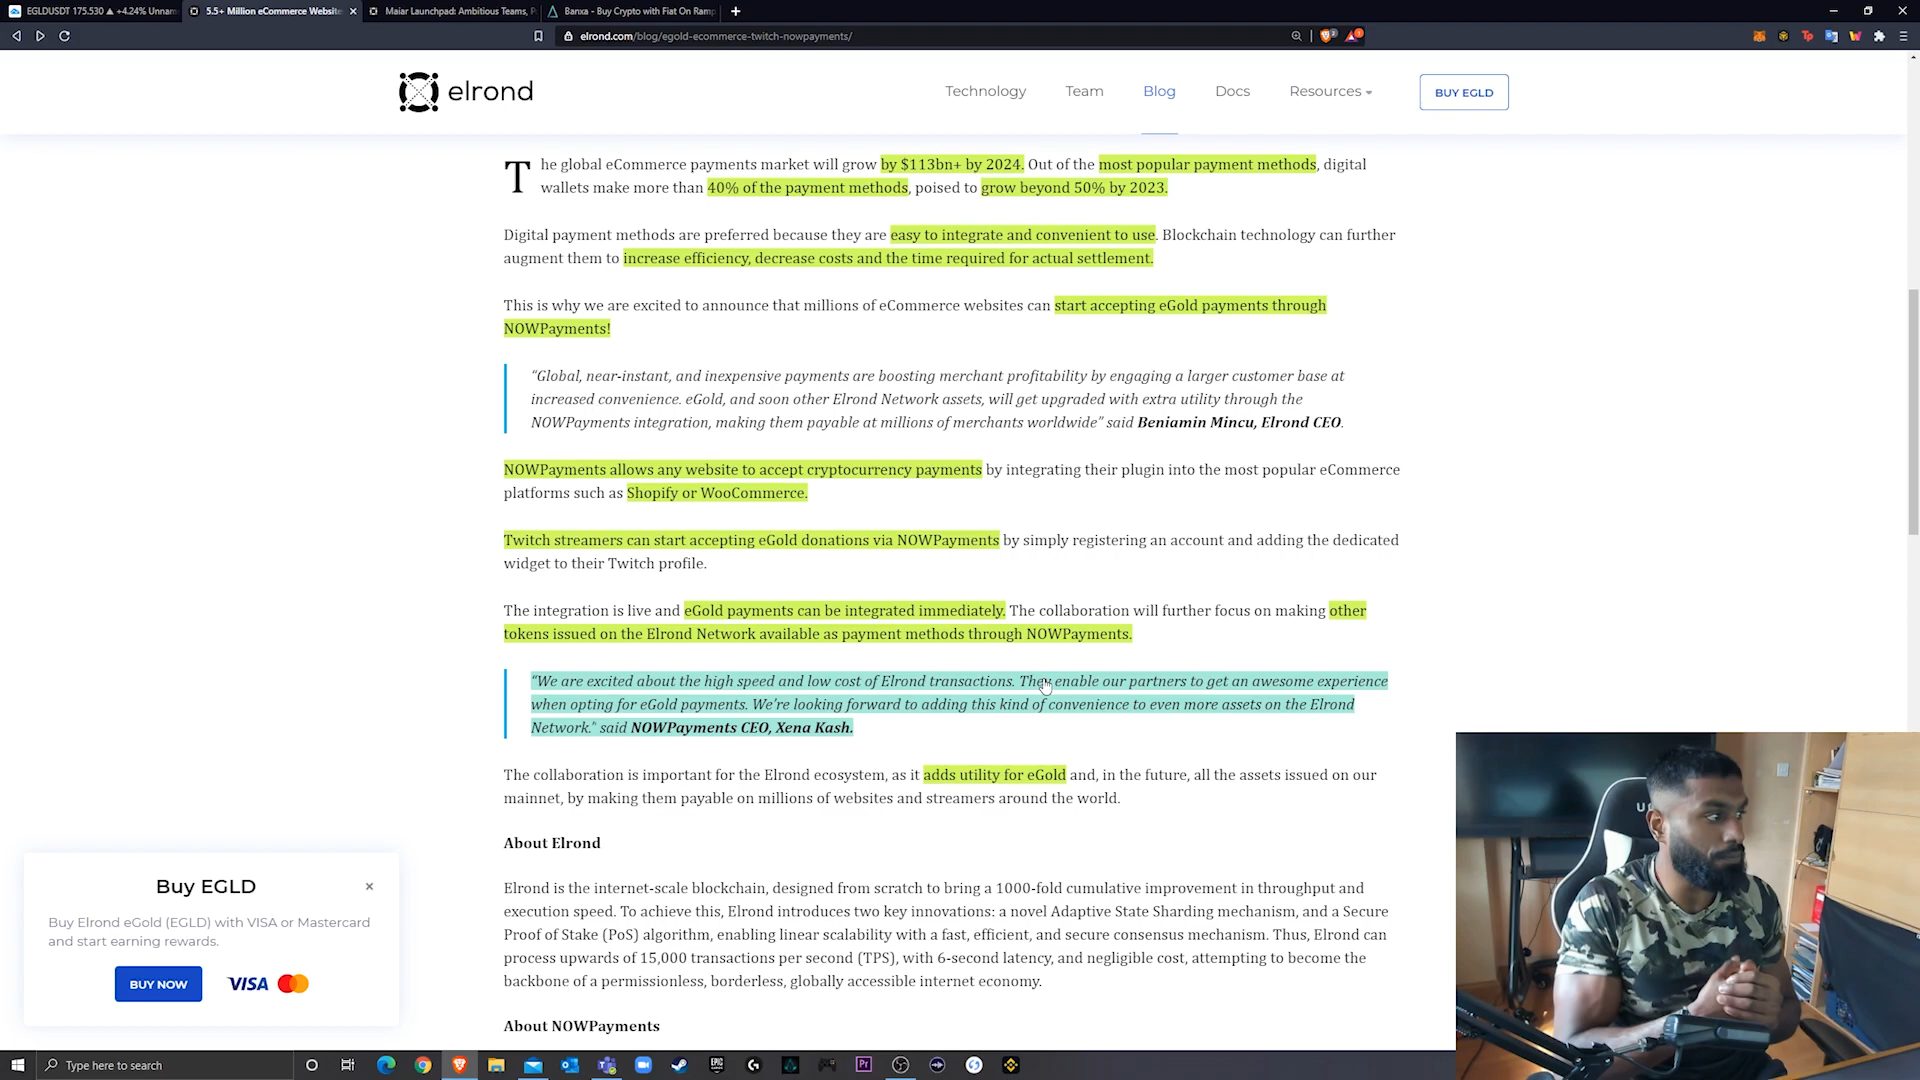 EGLDUSDT 175.530 ▲ +4.24% Unnam
5.5+ Million eCommerce Website
Maiar Launchpad: Ambitious Teams, P
Banxa - Buy Crypto with Fiat On Ramp
elrond.com/blog/egold-ecommerce-twitch-nowpayments/
elrond
Technology
Team
Blog
Docs
Resources
BUY EGLD
The global eCommerce payments market will grow by $113bn+ by 2024. Out of the most popular payment methods, digital
wallets make more than 40% of the payment methods, poised to grow beyond 50% by 2023.
Digital payment methods are preferred because they are easy to integrate and convenient to use. Blockchain technology can further
augment them to increase efficiency, decrease costs and the time required for actual settlement.
This is why we are excited to announce that millions of eCommerce websites can start accepting eGold payments through
NOWPayments!
“Global, near-instant, and inexpensive payments are boosting merchant profitability by engaging a larger customer base at
increased convenience. eGold, and soon other Elrond Network assets, will get upgraded with extra utility through the
NOWPayments integration, making them payable at millions of merchants worldwide” said Beniamin Mincu, Elrond CEO.
NOWPayments allows any website to accept cryptocurrency payments by integrating their plugin into the most popular eCommerce
platforms such as Shopify or WooCommerce.
Twitch streamers can start accepting eGold donations via NOWPayments by simply registering an account and adding the dedicated
widget to their Twitch profile.
The integration is live and eGold payments can be integrated immediately. The collaboration will further focus on making other
tokens issued on the Elrond Network available as payment methods through NOWPayments.
“We are excited about the high speed and low cost of Elrond transactions. They enable our partners to get an awesome experience
when opting for eGold payments. We’re looking forward to adding this kind of convenience to even more assets on the Elrond
Network.” said NOWPayments CEO, Xena Kash.
The collaboration is important for the Elrond ecosystem, as it adds utility for eGold and, in the future, all the assets issued on our
mainnet, by making them payable on millions of websites and streamers around the world.
About Elrond
Elrond is the internet-scale blockchain, designed from scratch to bring a 1000-fold cumulative improvement in throughput and
execution speed. To achieve this, Elrond introduces two key innovations: a novel Adaptive State Sharding mechanism, and a Secure
Proof of Stake (PoS) algorithm, enabling linear scalability with a fast, efficient, and secure consensus mechanism. Thus, Elrond can
process upwards of 15,000 transactions per second (TPS), with 6-second latency, and negligible cost, attempting to become the
backbone of a permissionless, borderless, globally accessible internet economy.
About NOWPayments
Buy EGLD
Buy Elrond eGold (EGLD) with VISA or Mastercard
and start earning rewards.
BUY NOW
VISA
Type here to search